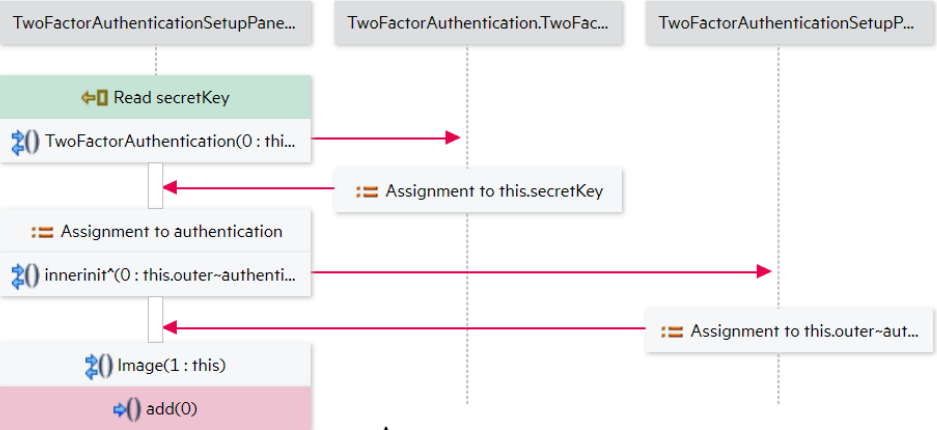 TwoFactorAuthenticationSetupPane...
TwoFactorAuthentication.TwoFac...
TwoFactorAuthenticationSetupP...
Read secretKey
() TwoFactorAuthentication(0 : thi...
:= Assignment to this.secretKey
:= Assignment to authentication
() innerinit^(0 : this.outer~authenti...
:= Assignment to this.outer~aut...
() Image(1 : this)
() add(0)